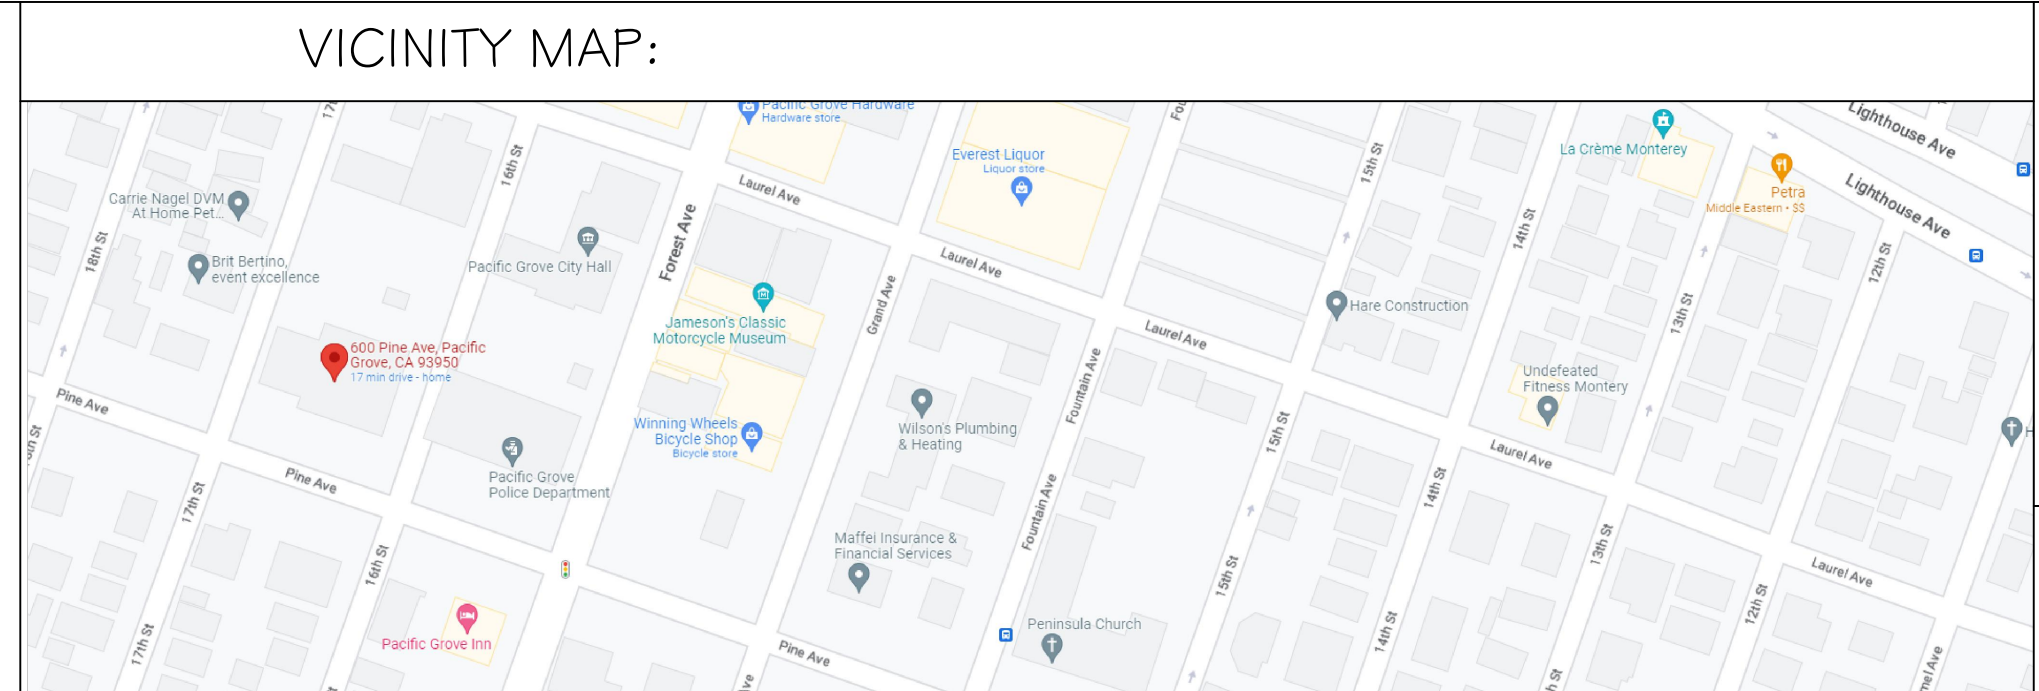 VICINITY MAP:
Pacific Grove Hardware
Hardware store
Lighthouse Ave
La Crème Monterey
Everest Liquor
Liquor store
16th St
15th St
Laurel Ave
Petra
Middle Eastern • $$
Lighthouse Ave
Carrie Nagel DVM
At Home Pet...
18th St
Forest Ave
14th St
Pacific Grove City Hall
Brit Bertino,
event excellence
Laurel Ave
12th St
Grand Ave
Hare Construction
13th St
Jameson's Classic
Motorcycle Museum
Laurel Ave
600 Pine Ave, Pacific
Grove, CA 93950
17 min drive - home
Fountain Ave
Undefeated
Fitness Montery
Pine Ave
Winning Wheels
Bicycle Shop
Bicycle store
Wilson's Plumbing
& Heating
15th St
Laurel Ave
Pine Ave
Pacific Grove
Police Department
17th St
14th St
Fountain Ave
Maffei Insurance &
Financial Services
13th St
16th St
15th St
Laurel Ave
12th St
Peninsula Church
Pacific Grove Inn
17th St
Pine Ave
14th St